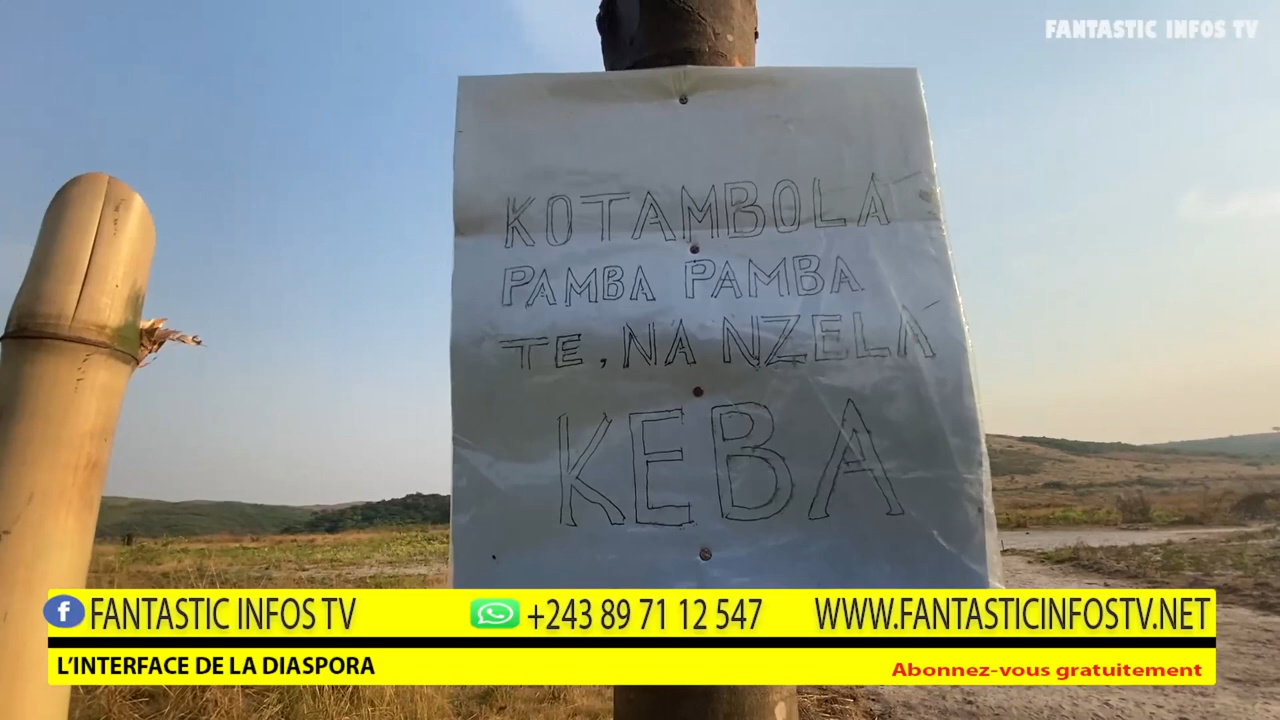 FANTASTIC INFOS TV
KOTAMBOLA
PAMBA PAMBA
TE, NA NZELA
KEBA
FANTASTIC INFOS TV
+243 89 71 12 547
WWW.FANTASTICINFOSTV.NET
L'INTERFACE DE LA DIASPORA
Abonnez-vous gratuitement